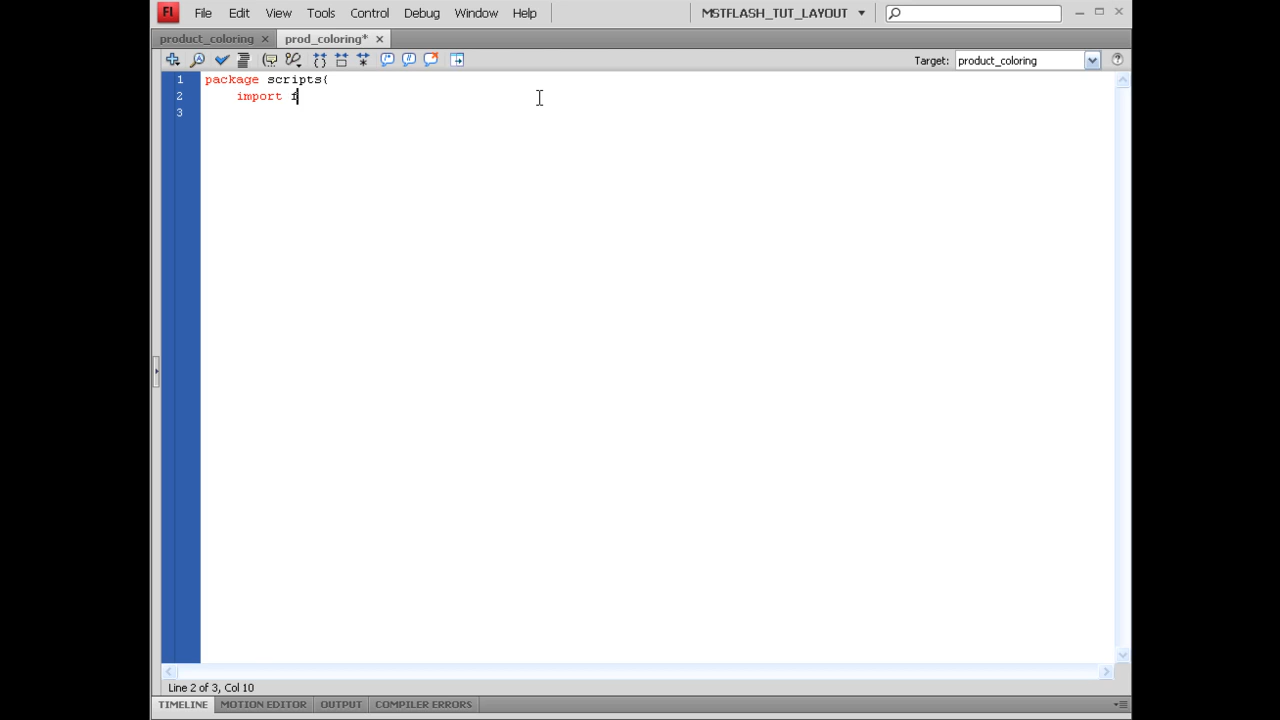 Fl File Edit View Tools Control Debug Window Help MSTFLASH_TUT_LAYOUT
product_coloring × prod_coloring* ×
Target: product_coloring
1 package scripts{
2 import f
3
Line 2 of 3, Col 10
TIMELINE MOTION EDITOR OUTPUT COMPILER ERRORS